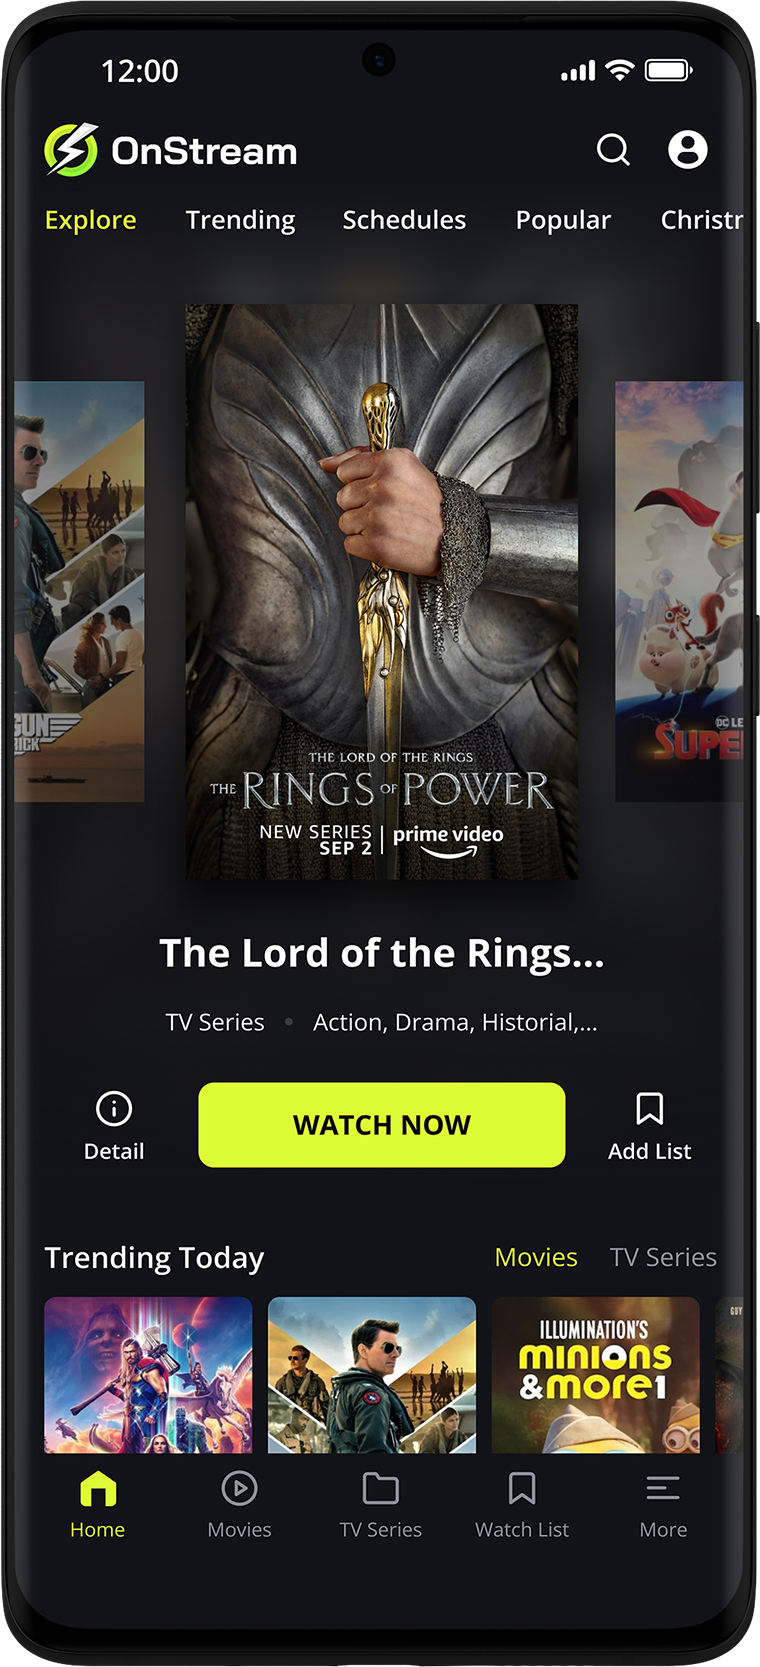 12:00
OnStream
Explore Trending Schedules Popular Christr
GUN
RICK
THE LORD OF THE RINGS
THE RINGS OF POWER
NEW SERIES
SEP 2
prime video
DC LE
SUPE
The Lord of the Rings...
TV Series • Action, Drama, Historial,...
Detail
WATCH NOW
Add List
Trending Today
Movies TV Series
ILLUMINATION'S
minions
&more1
GUY
Home Movies TV Series Watch List More